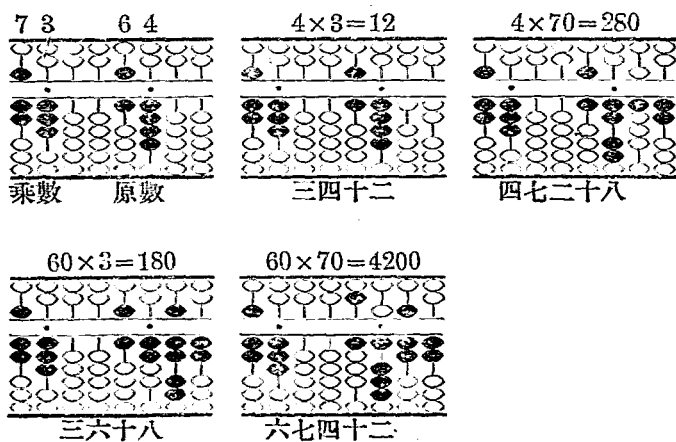 7 3 6 4
4×3=12
4×70=280
乘數 原數
三四十二
四七二十八
60×3=180
60×70=4200
三六十八
六七四十二